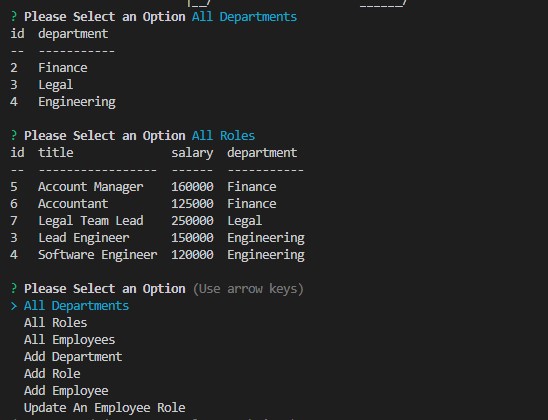 ? Please Select an Option All Departments
id  department
--  -----------
2   Finance
3   Legal
4   Engineering
? Please Select an Option All Roles
id  title              salary  department
--  -----------------  ------  -----------
5   Account Manager    160000  Finance
6   Accountant         125000  Finance
7   Legal Team Lead    250000  Legal
3   Lead Engineer      150000  Engineering
4   Software Engineer  120000  Engineering
? Please Select an Option (Use arrow keys)
> All Departments
  All Roles
  All Employees
  Add Department
  Add Role
  Add Employee
  Update An Employee Role